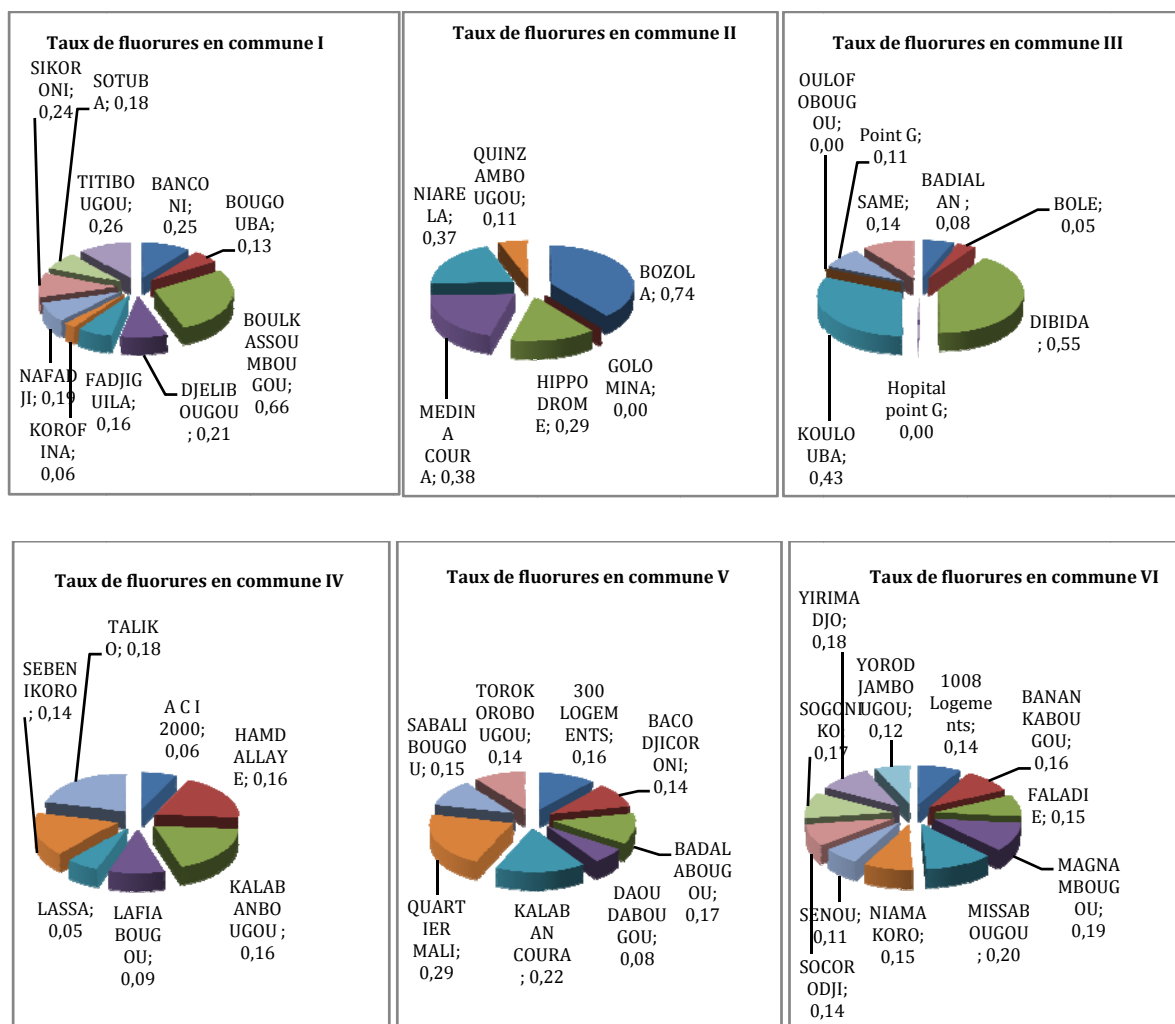 Taux de fluorures en commune I
SIKOR
ONI;
0,24
SOTUB
A; 0,18
TITIBO
UGOU;
0,26
BANCO
NI;
0,25
BOUGO
UBA;
0,13
BOULK
ASSOU
MBOU
GOU;
0,66
DJELIB
OUGOU
; 0,21
FADJIG
UILA;
0,16
KOROF
INA;
0,06
NAFAD
JI; 0,19
Taux de fluorures en commune II
NIARE
LA;
0,37
QUINZ
AMBO
UGOU;
0,11
BOZOL
A; 0,74
GOLO
MINA;
0,00
HIPPO
DROM
E; 0,29
MEDIN
A
COUR
A; 0,38
Taux de fluorures en commune III
OULOF
OBOUG
OU;
0,00
Point G;
0,11
SAME;
0,14
BADIAL
AN ;
0,08
BOLE;
0,05
DIBIDA
; 0,55
Hopital
point G;
0,00
KOULO
UBA;
0,43
Taux de fluorures en commune IV
TALIK
O; 0,18
SEBEN
IKORO
; 0,14
A C I
2000;
0,06
HAMD
ALLAY
E; 0,16
KALAB
ANBO
UGOU ;
0,16
LAFIA
BOUG
OU;
0,09
LASSA;
0,05
Taux de fluorures en commune V
SABALI
BOUGO
U; 0,15
TOROK
OROBO
UGOU;
0,14
300
LOGEM
ENTS;
0,16
BACO
DJICOR
ONI;
0,14
BADAL
ABOUG
OU;
0,17
DAOU
DABOU
GOU;
0,08
KALAB
AN
COURA
; 0,22
QUART
IER
MALI;
0,29
Taux de fluorures en commune VI
YIRIMA
DJO;
0,18
SOGONI
KO;
0,17
YOROD
JAMBO
UGOU;
0,12
1008
Logeme
nts;
0,14
BANAN
KABOU
GOU;
0,16
FALADI
E; 0,15
MAGNA
MBOUG
OU;
0,19
MISSAB
OUGOU
; 0,20
NIAMA
KORO;
0,15
SENOU;
0,11
SOCOR
ODJI;
0,14